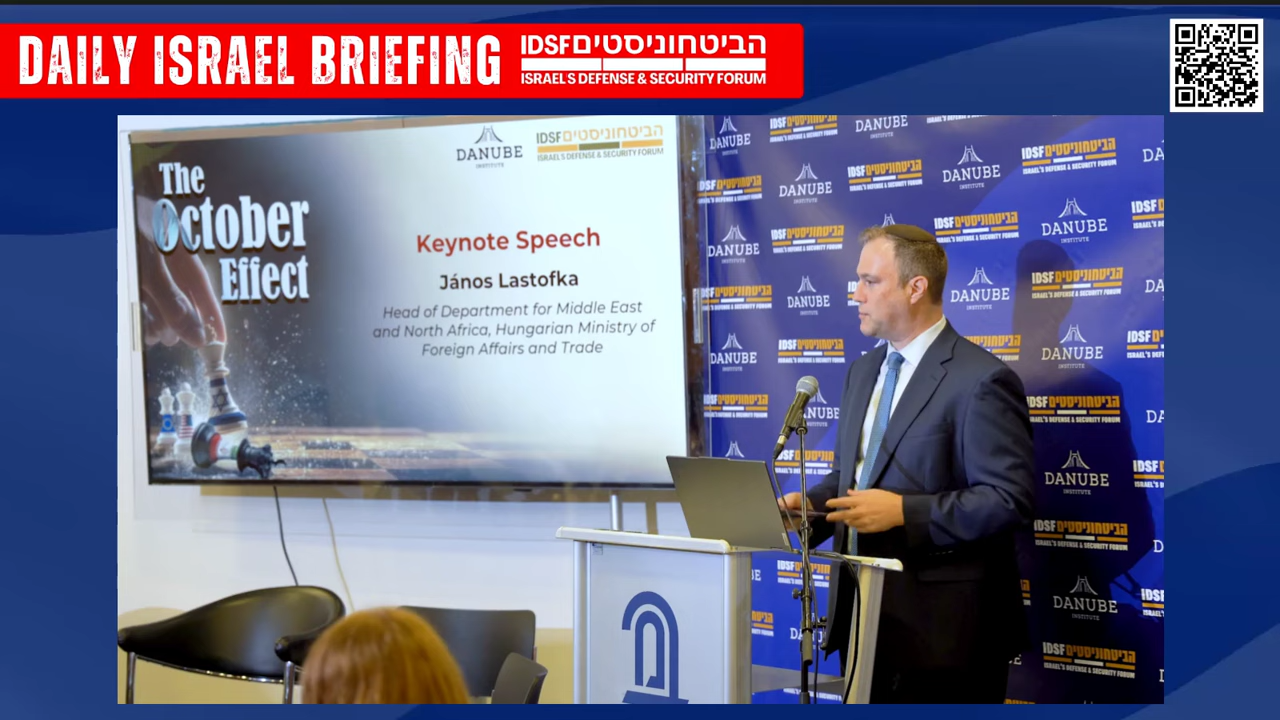 DAILY ISRAEL BRIEFING
IDSF הביטחוניסטים
ISRAEL'S DEFENSE & SECURITY FORUM
The
October
Effect
DANUBE
INSTITUTE
IDSF הביטחוניסטים
ISRAEL'S DEFENSE & SECURITY FORUM
Keynote Speech
János Lastofka
Head of Department for Middle East
and North Africa, Hungarian Ministry of
Foreign Affairs and Trade
DANUBE
INSTITUTE
IDSF הביטחוניסטים
ISRAEL'S DEFENSE & SECURITY FORUM